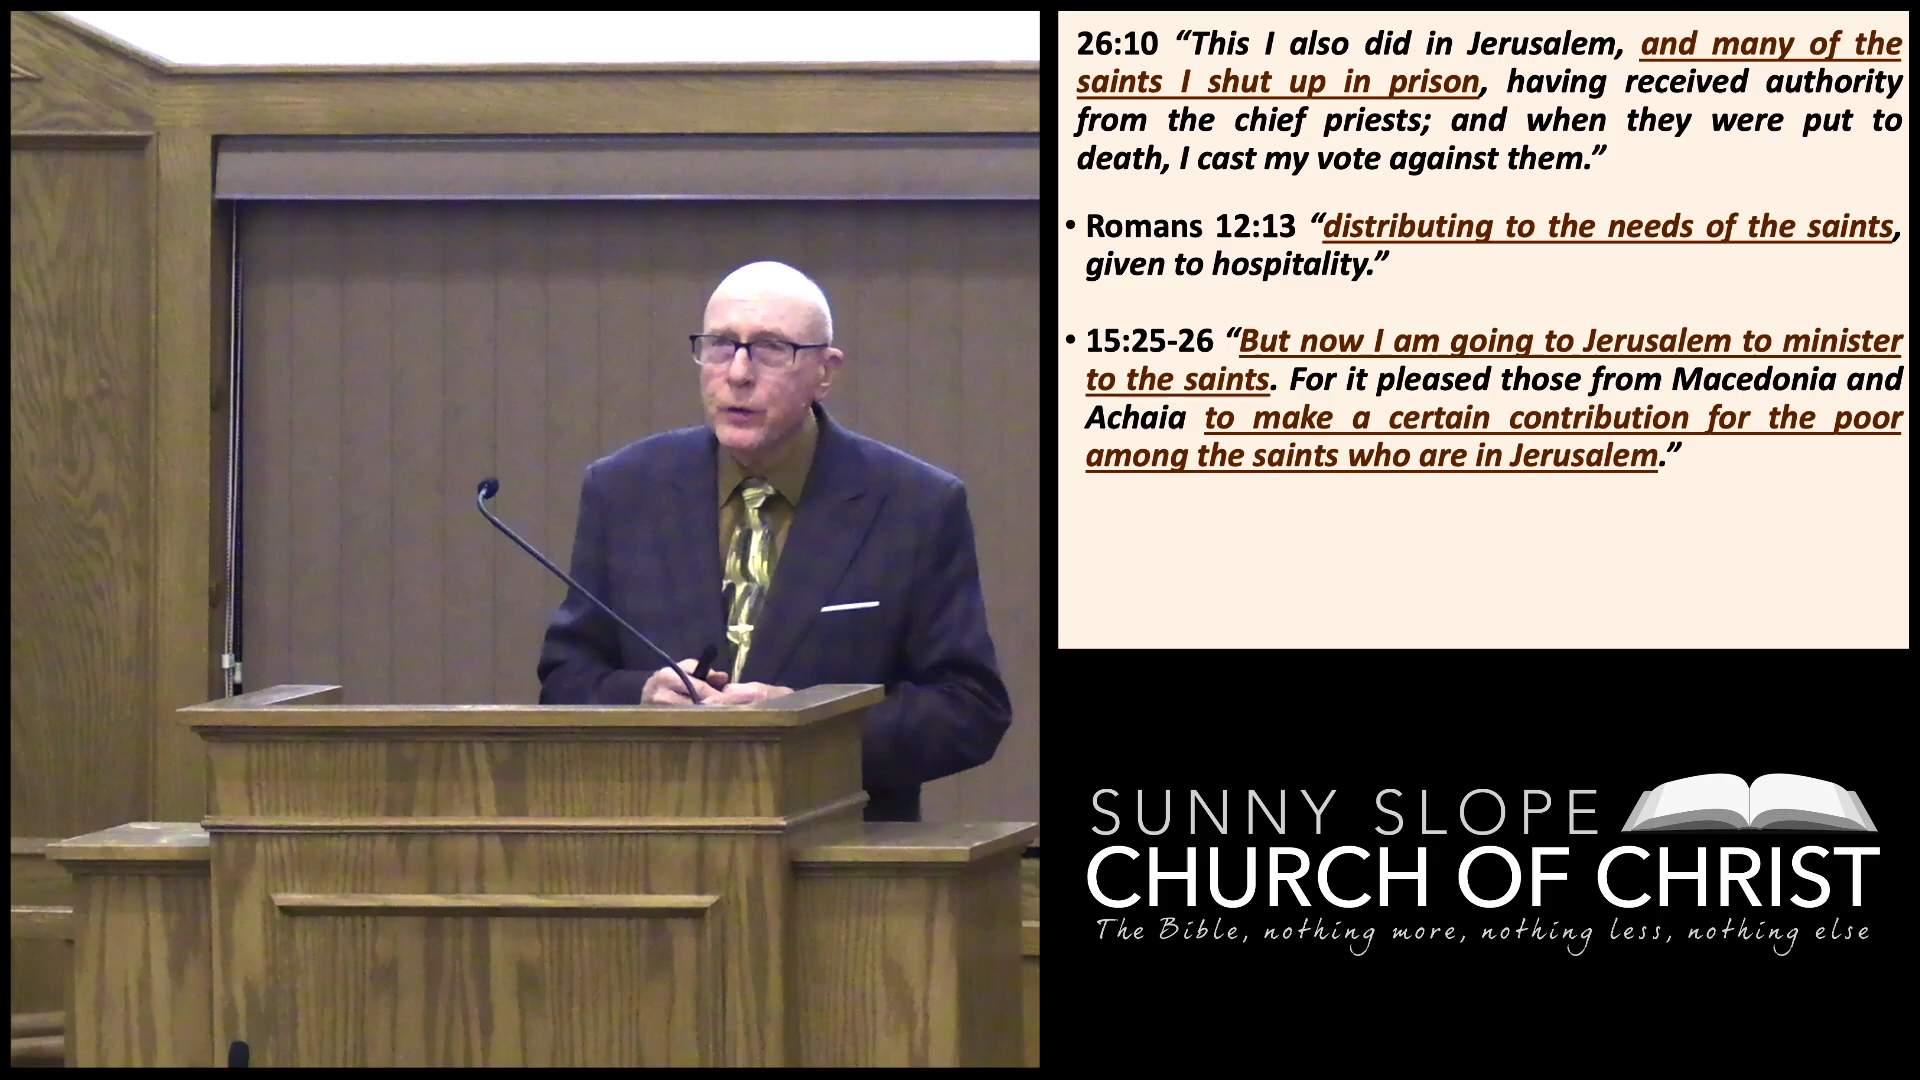 26:10 “This I also did in Jerusalem, and many of the
saints I shut up in prison, having received authority
from the chief priests; and when they were put to
death, I cast my vote against them.”
• Romans 12:13 “distributing to the needs of the saints,
given to hospitality.”
• 15:25-26 “But now I am going to Jerusalem to minister
to the saints. For it pleased those from Macedonia and
Achaia to make a certain contribution for the poor
among the saints who are in Jerusalem.”
SUNNY SLOPE
CHURCH OF CHRIST
The Bible, nothing more, nothing less, nothing else